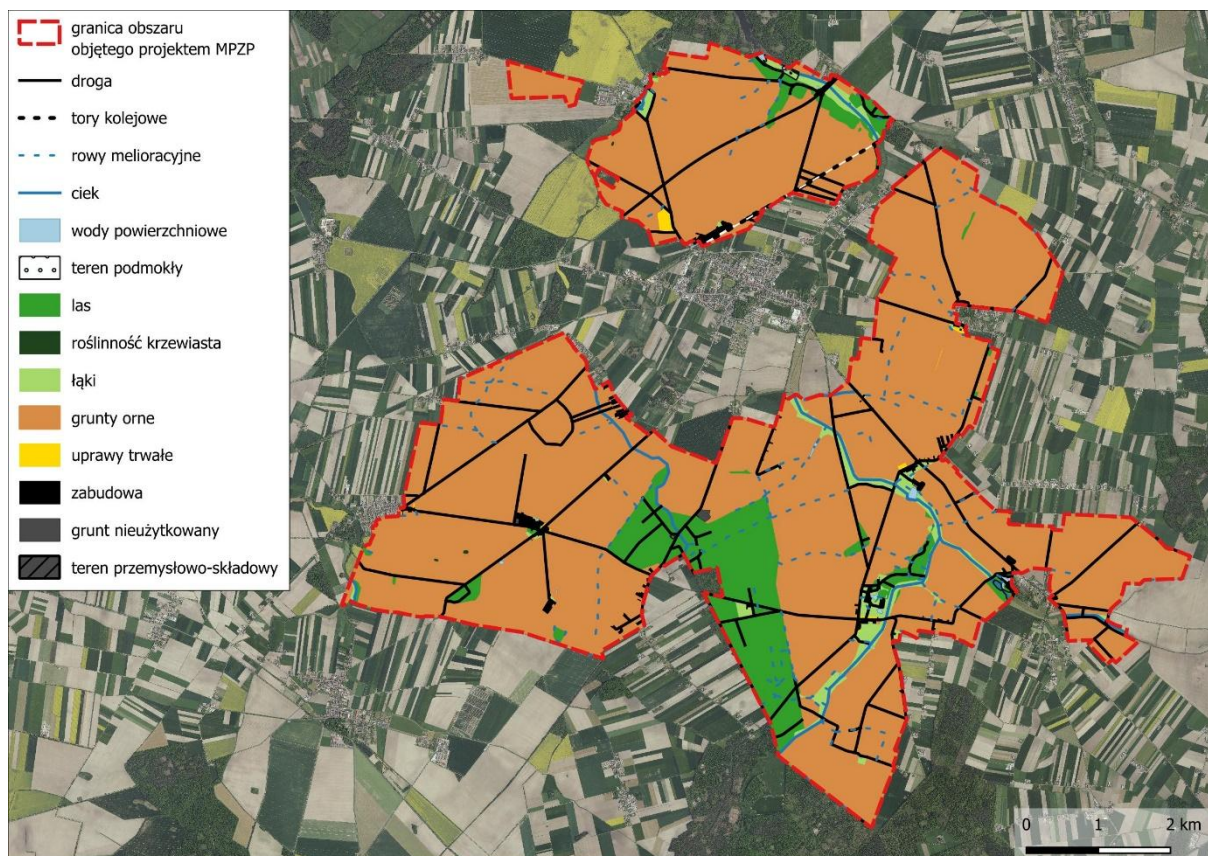 granica obszaru
objętego projektem MPZP
droga
tory kolejowe
rowy melioracyjne
ciek
wody powierzchniowe
teren podmokły
las
roślinność krzewiasta
łąki
grunty orne
uprawy trwałe
zabudowa
grunt nieużytkowany
teren przemysłowo-składowy
0 1 2 km